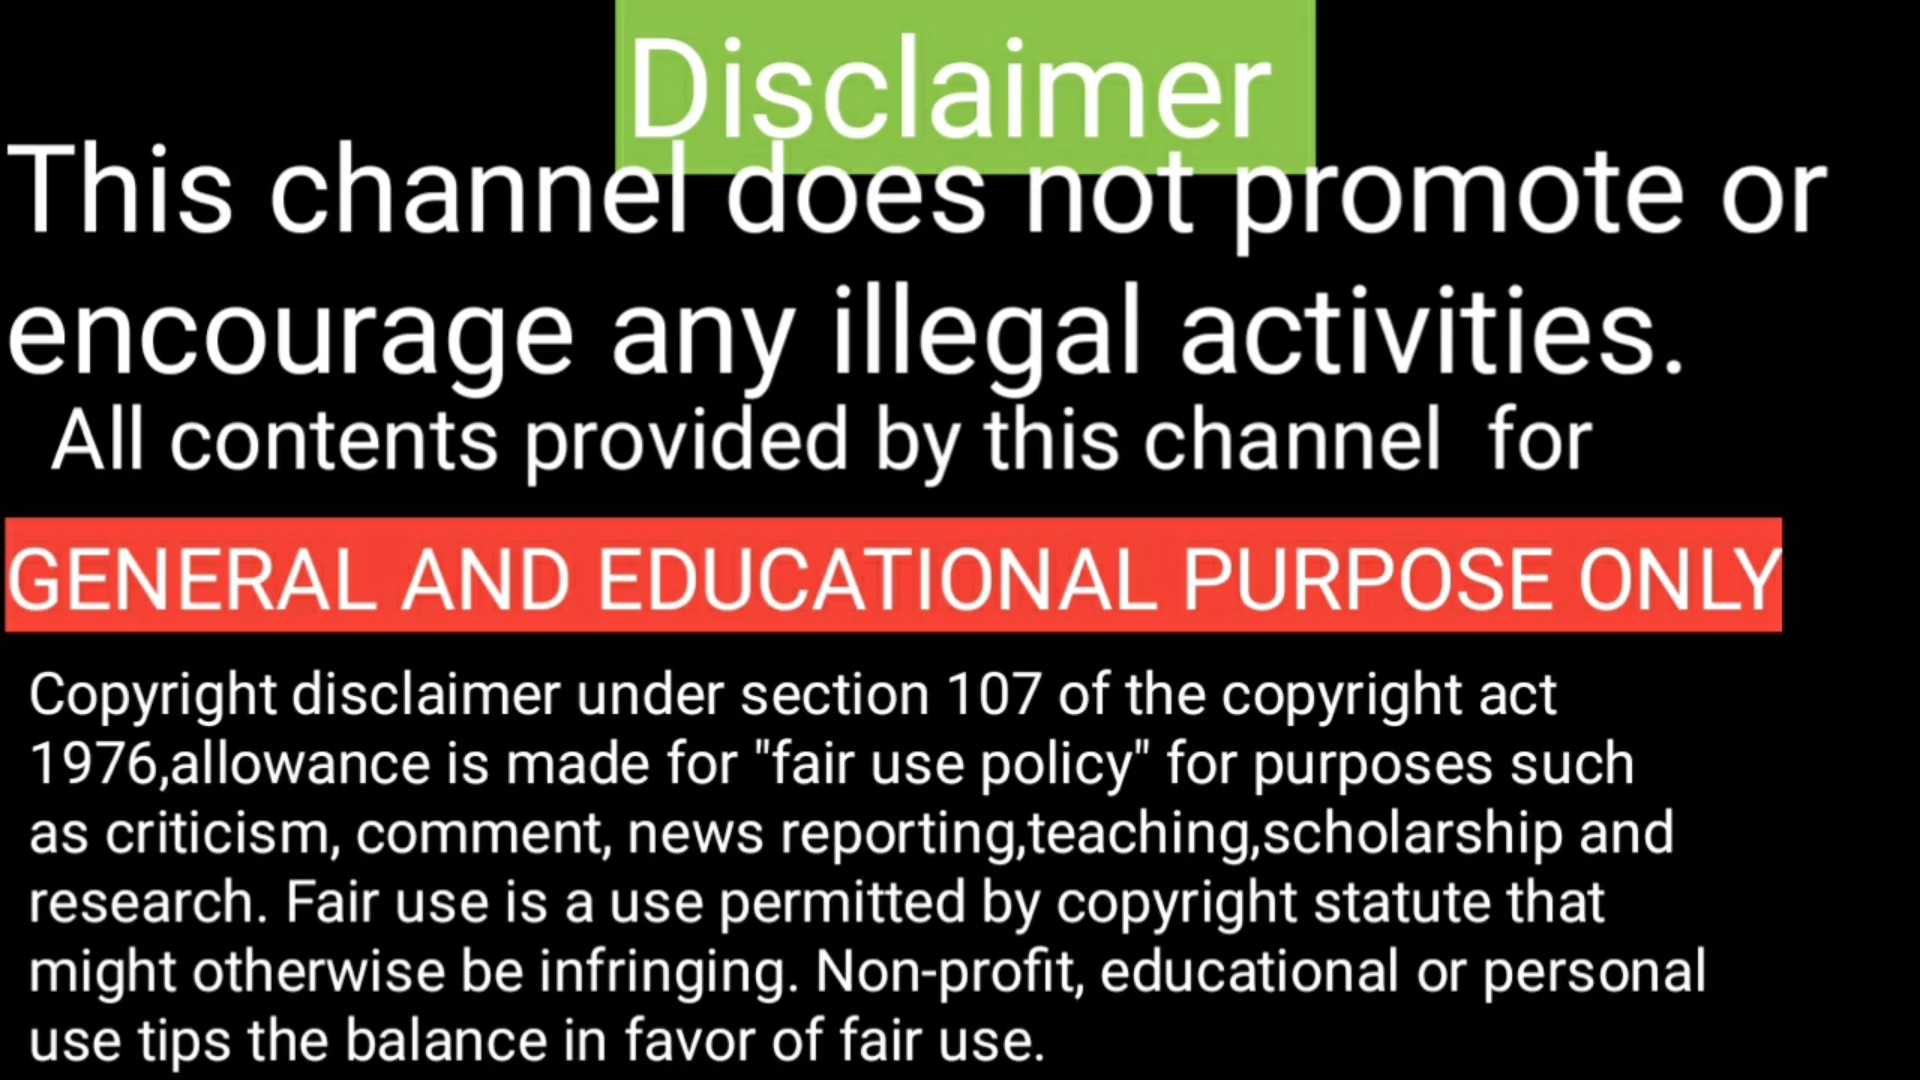 Disclaimer
This channel does not promote or
encourage any illegal activities.
All contents provided by this channel  for
GENERAL AND EDUCATIONAL PURPOSE ONLY
Copyright disclaimer under section 107 of the copyright act
1976,allowance is made for "fair use policy" for purposes such
as criticism, comment, news reporting,teaching,scholarship and
research. Fair use is a use permitted by copyright statute that
might otherwise be infringing. Non-profit, educational or personal
use tips the balance in favor of fair use.